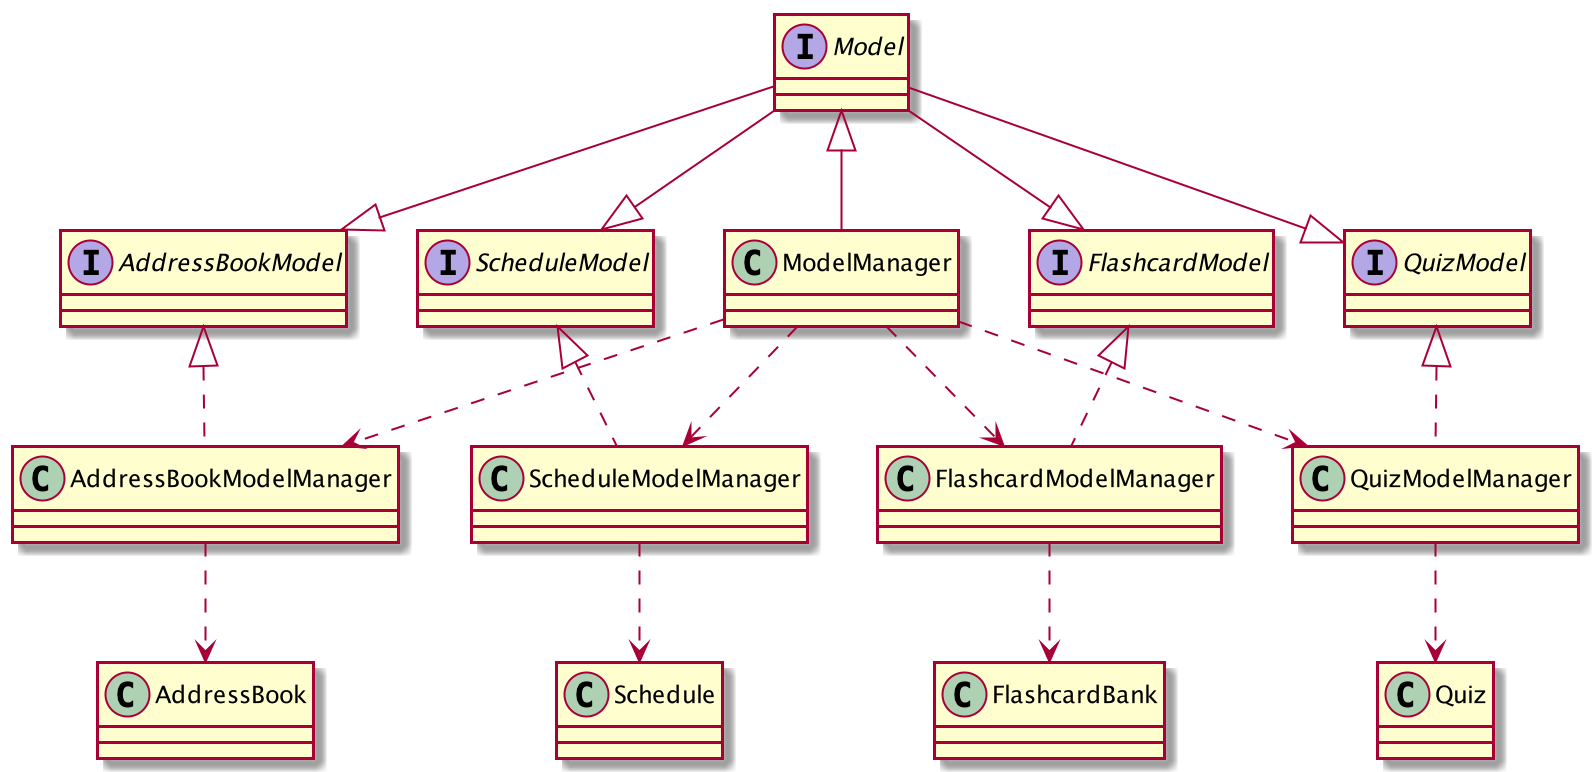 I Model
I AddressBookModel
I ScheduleModel
C ModelManager
I FlashcardModel
I QuizModel
C AddressBookModelManager
C ScheduleModelManager
C FlashcardModelManager
C QuizModelManager
C AddressBook
C Schedule
C FlashcardBank
C Quiz